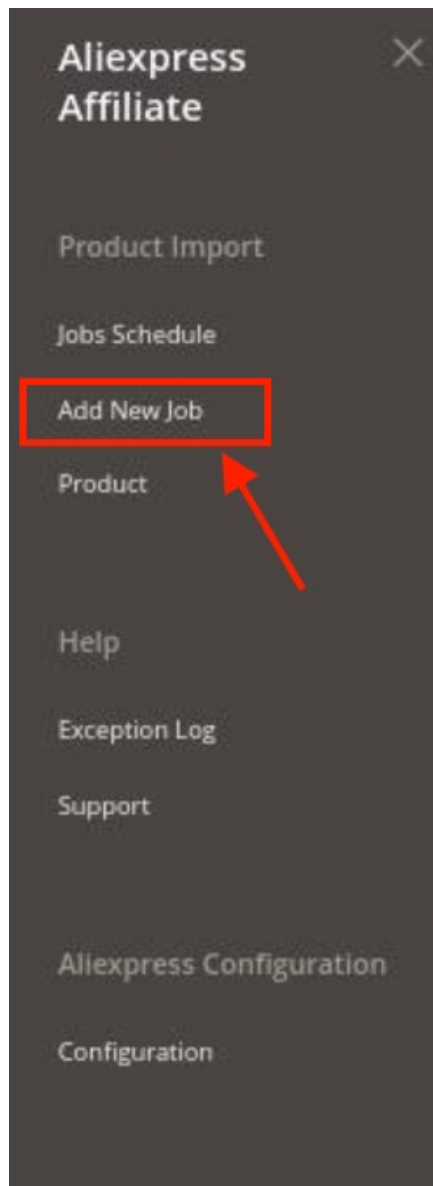 Aliexpress
Affiliate
Product Import
Jobs Schedule
Add New Job
Product
Help
Exception Log
Support
Aliexpress Configuration
Configuration